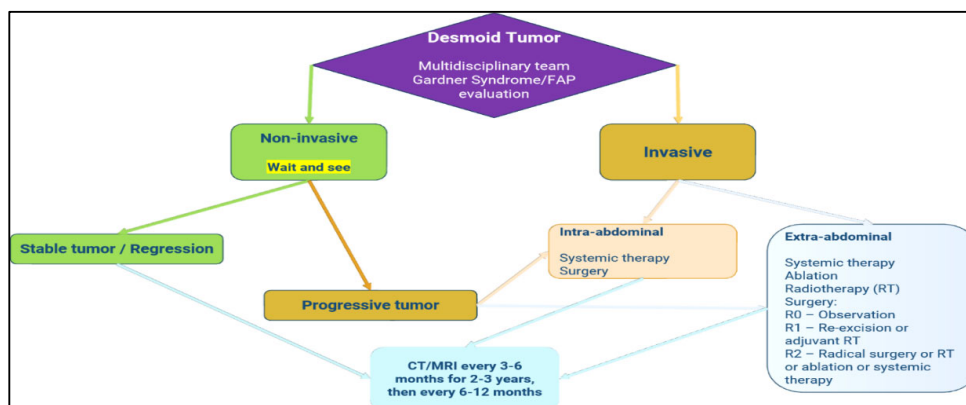 Desmoid Tumor
Multidisciplinary team
Gardner Syndrome/FAP
evaluation
Non-invasive
Wait and see
Invasive
Stable tumor / Regression
Progressive tumor
Intra-abdominal
Systemic therapy
Surgery
Extra-abdominal
Systemic therapy
Ablation
Radiotherapy (RT)
Surgery:
R0 – Observation
R1 – Re-excision or
adjuvant RT
R2 – Radical surgery or RT
or ablation or systemic
therapy
CT/MRI every 3-6
months for 2-3 years,
then every 6-12 months